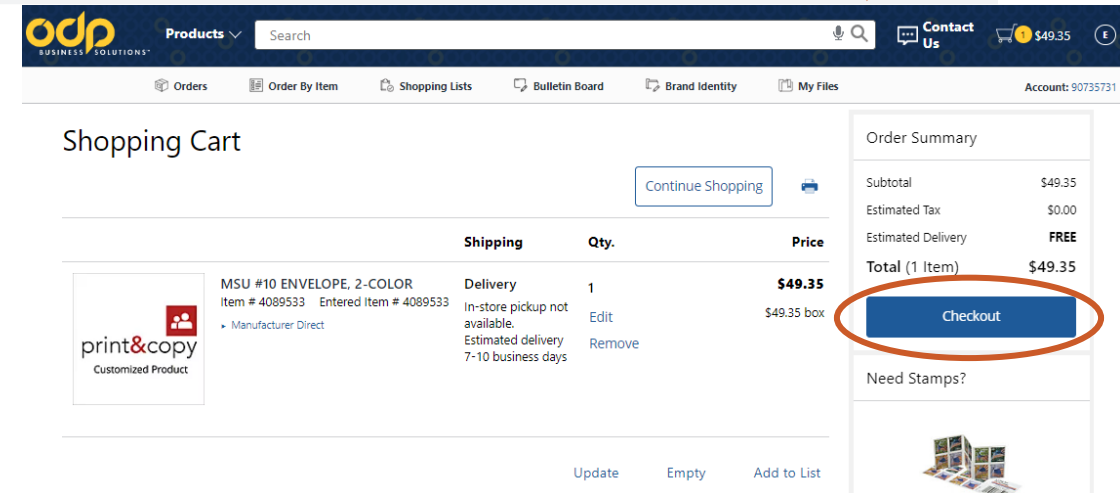 odp
BUSINESS SOLUTIONS
Products
Search
Contact Us
1 $49.35
E
Orders
Order By Item
Shopping Lists
Bulletin Board
Brand Identity
My Files
Account: 90735731
Shopping Cart
Continue Shopping
Shipping Qty. Price
print&copy
Customized Product
MSU #10 ENVELOPE, 2-COLOR
Item # 4089533 Entered Item # 4089533
Manufacturer Direct
Delivery
In-store pickup not
available.
Estimated delivery
7-10 business days
1
Edit
Remove
$49.35
$49.35 box
Update Empty Add to List
Order Summary
Subtotal $49.35
Estimated Tax $0.00
Estimated Delivery FREE
Total (1 Item) $49.35
Checkout
Need Stamps?